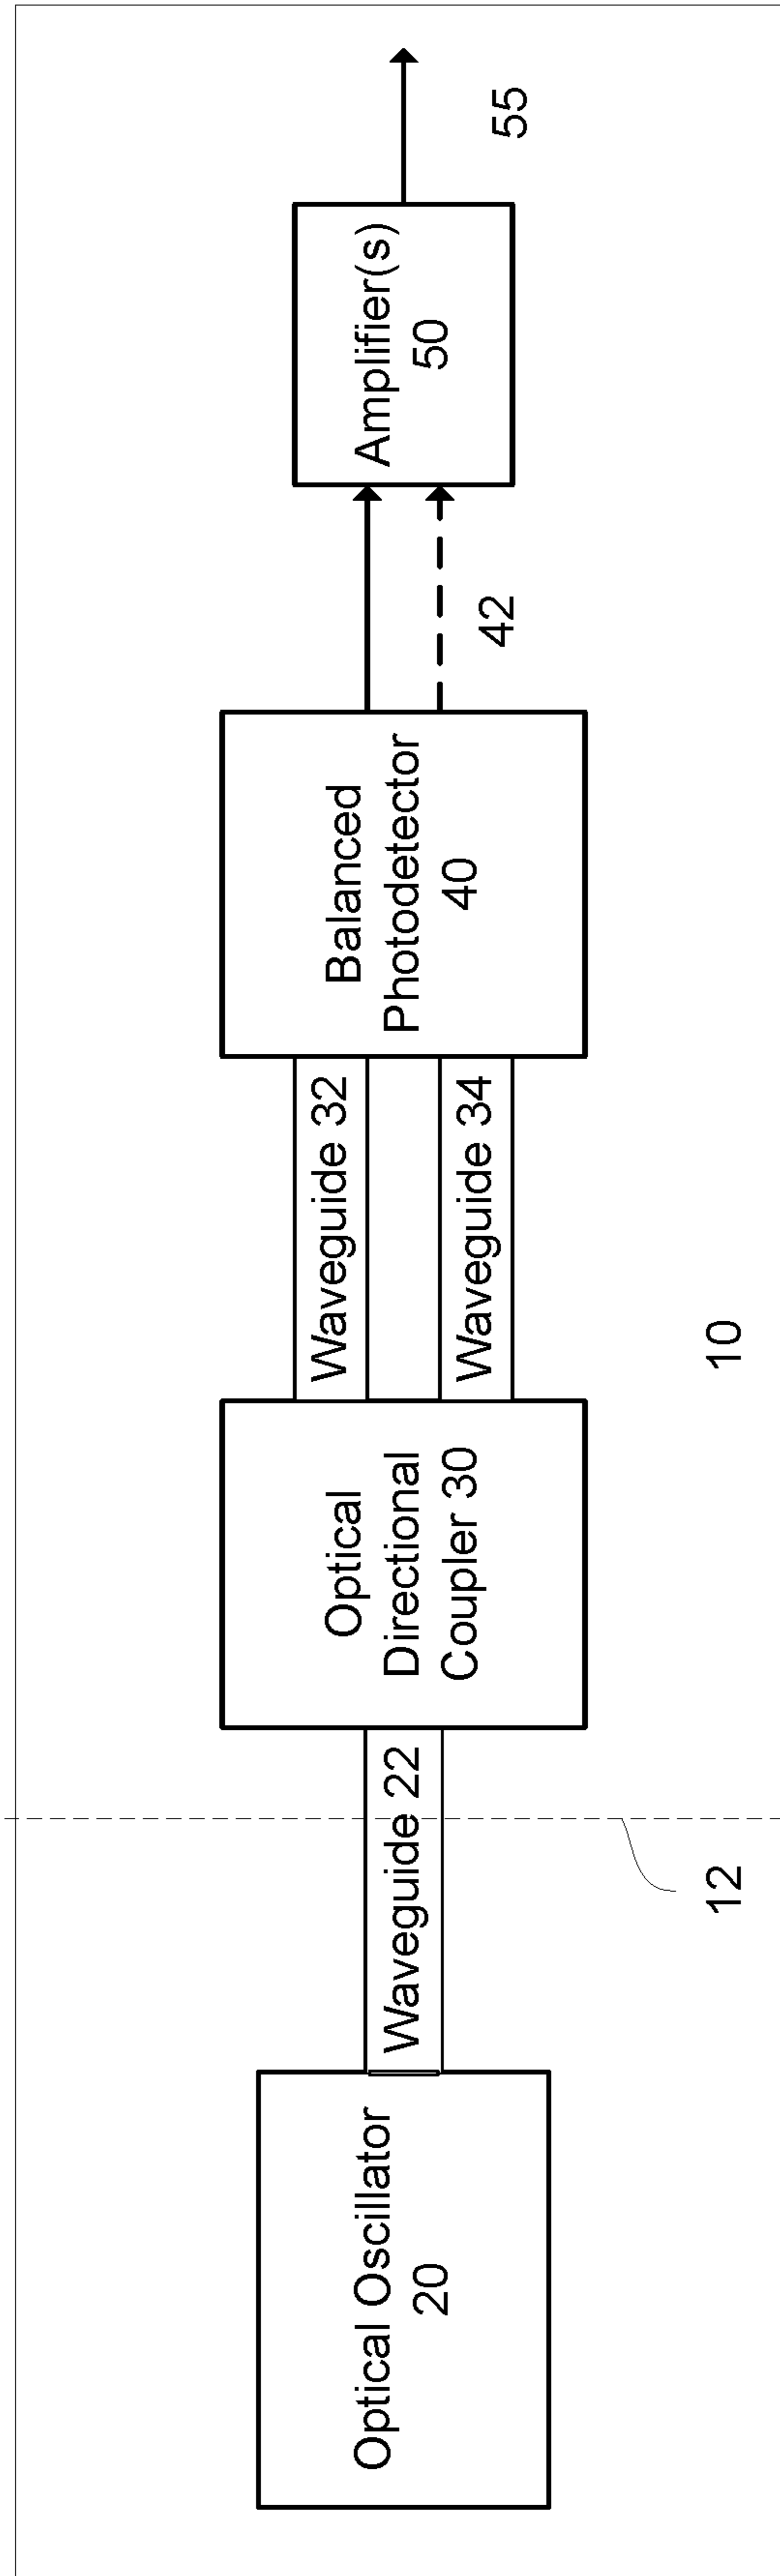 Optical Oscillator
20
Waveguide 22
12
Optical
Directional
Coupler 30
Waveguide 32
Waveguide 34
10
Balanced
Photodetector
40
42
Amplifier(s)
50
55